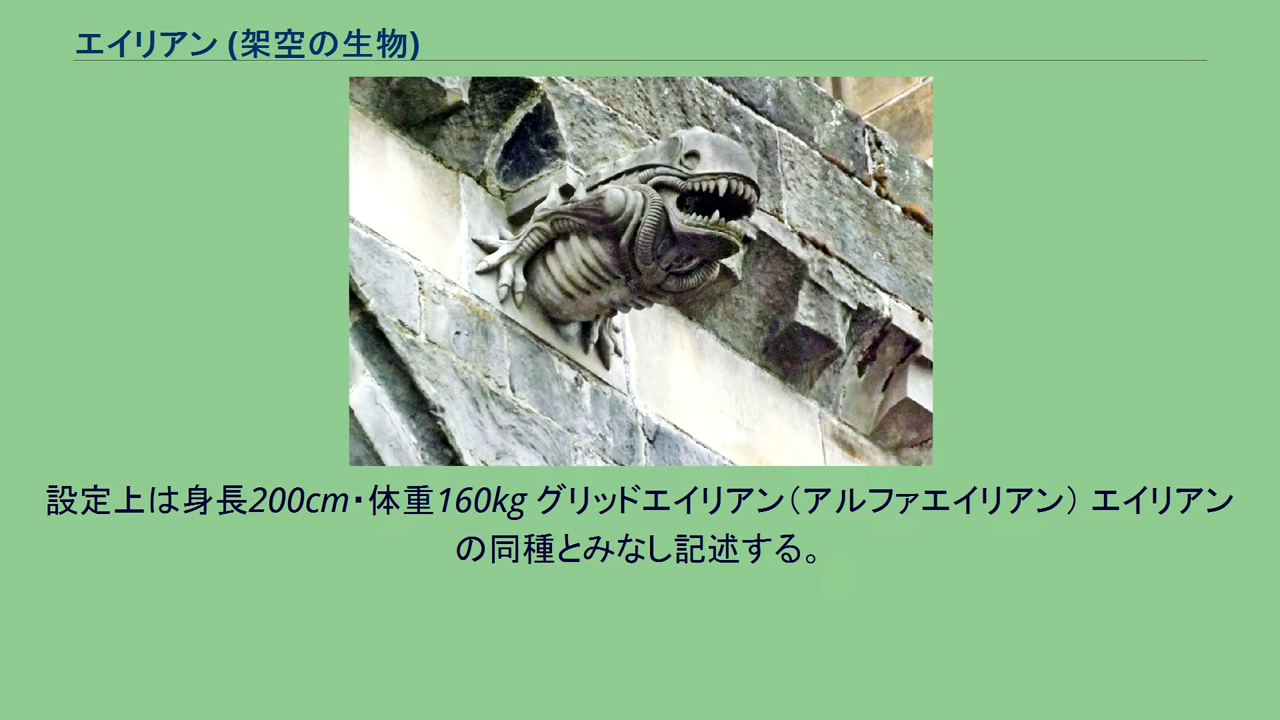 エイリアン (架空の生物)
設定上は身長200cm・体重160kg グリッドエイリアン（アルファエイリアン） エイリアン
の同種とみなし記述する。